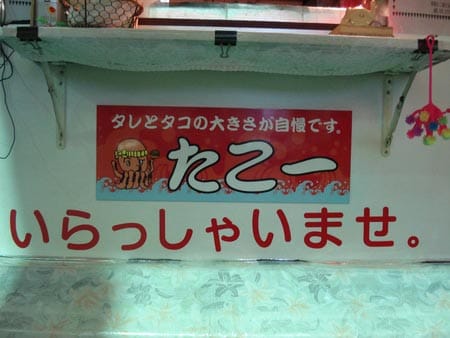 タレとタコの大きさが自慢です。
たこー
いらっしゃいませ。